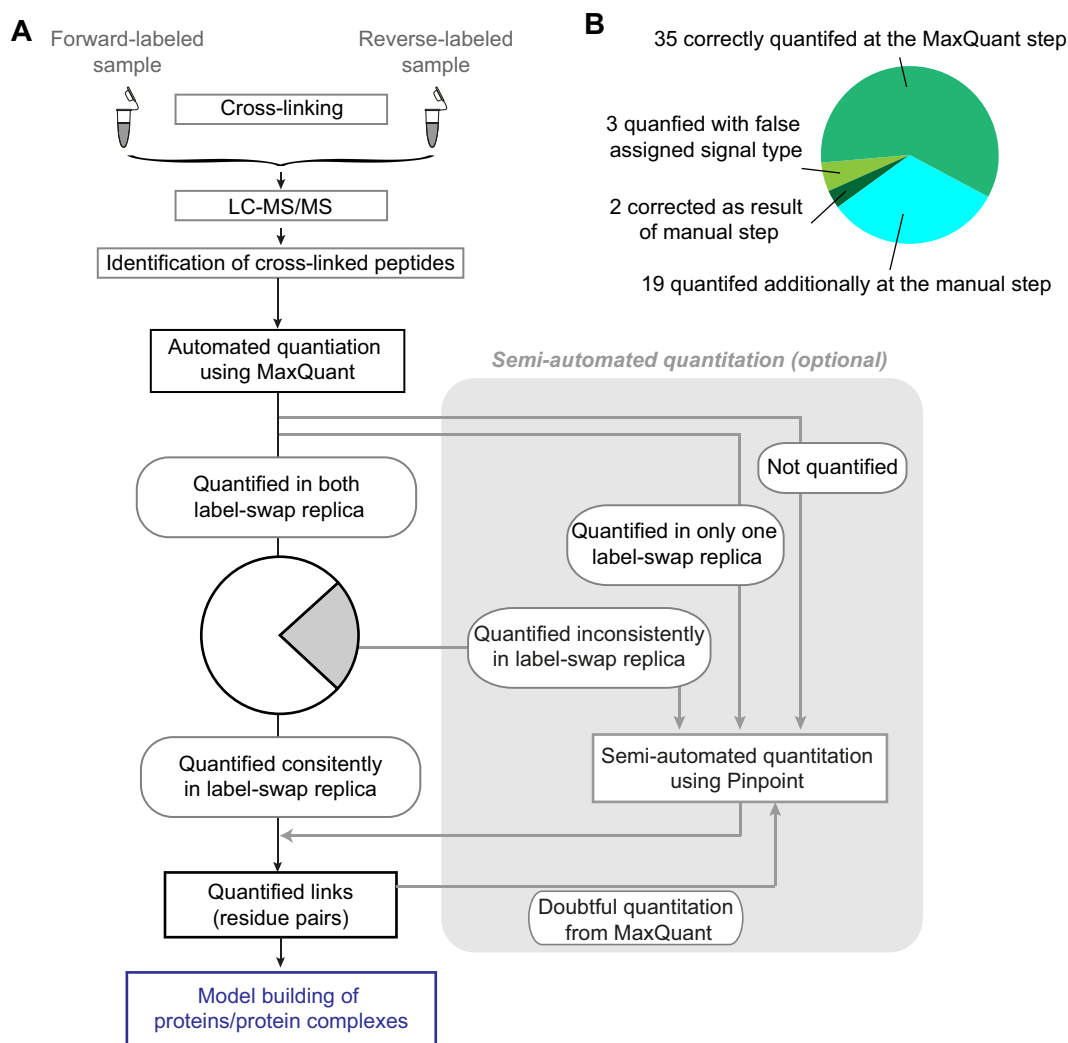 A
Forward-labeled
sample
Reverse-labeled
sample
Cross-linking
LC-MS/MS
Identification of cross-linked peptides
Automated quantiation
using MaxQuant
Semi-automated quantitation (optional)
Quantified in both
label-swap replica
Not quantified
Quantified in only one
label-swap replica
Quantified inconsistently
in label-swap replica
Quantified consitently
in label-swap replica
Semi-automated quantitation
using Pinpoint
Quantified links
(residue pairs)
Doubtful quantitation
from MaxQuant
Model building of
proteins/protein complexes
B
35 correctly quantifed at the MaxQuant step
3 quanfied with false
assigned signal type
2 corrected as result
of manual step
19 quantifed additionally at the manual step